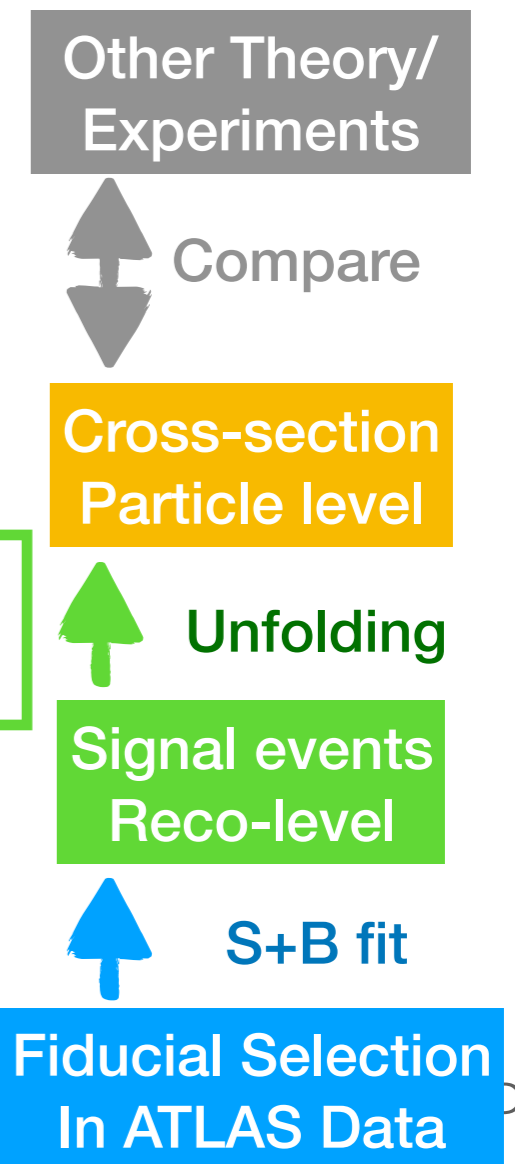 Other Theory/
Experiments
Compare
Cross-section
Particle level
Unfolding
Signal events
Reco-level
S+B fit
Fiducial Selection
In ATLAS Data